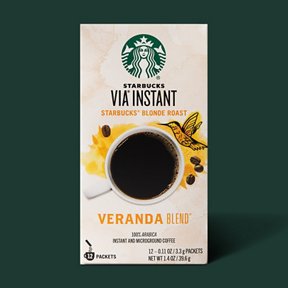 STARBUCKS
VIA® INSTANT
STARBUCKS® BLONDE ROAST
VERANDA BLEND™
100% ARABICA
INSTANT AND MICROGROUND COFFEE
12 PACKETS
12 - 0.11 OZ / 3.3 g PACKETS
NET WT 1.4 OZ / 39.6 g